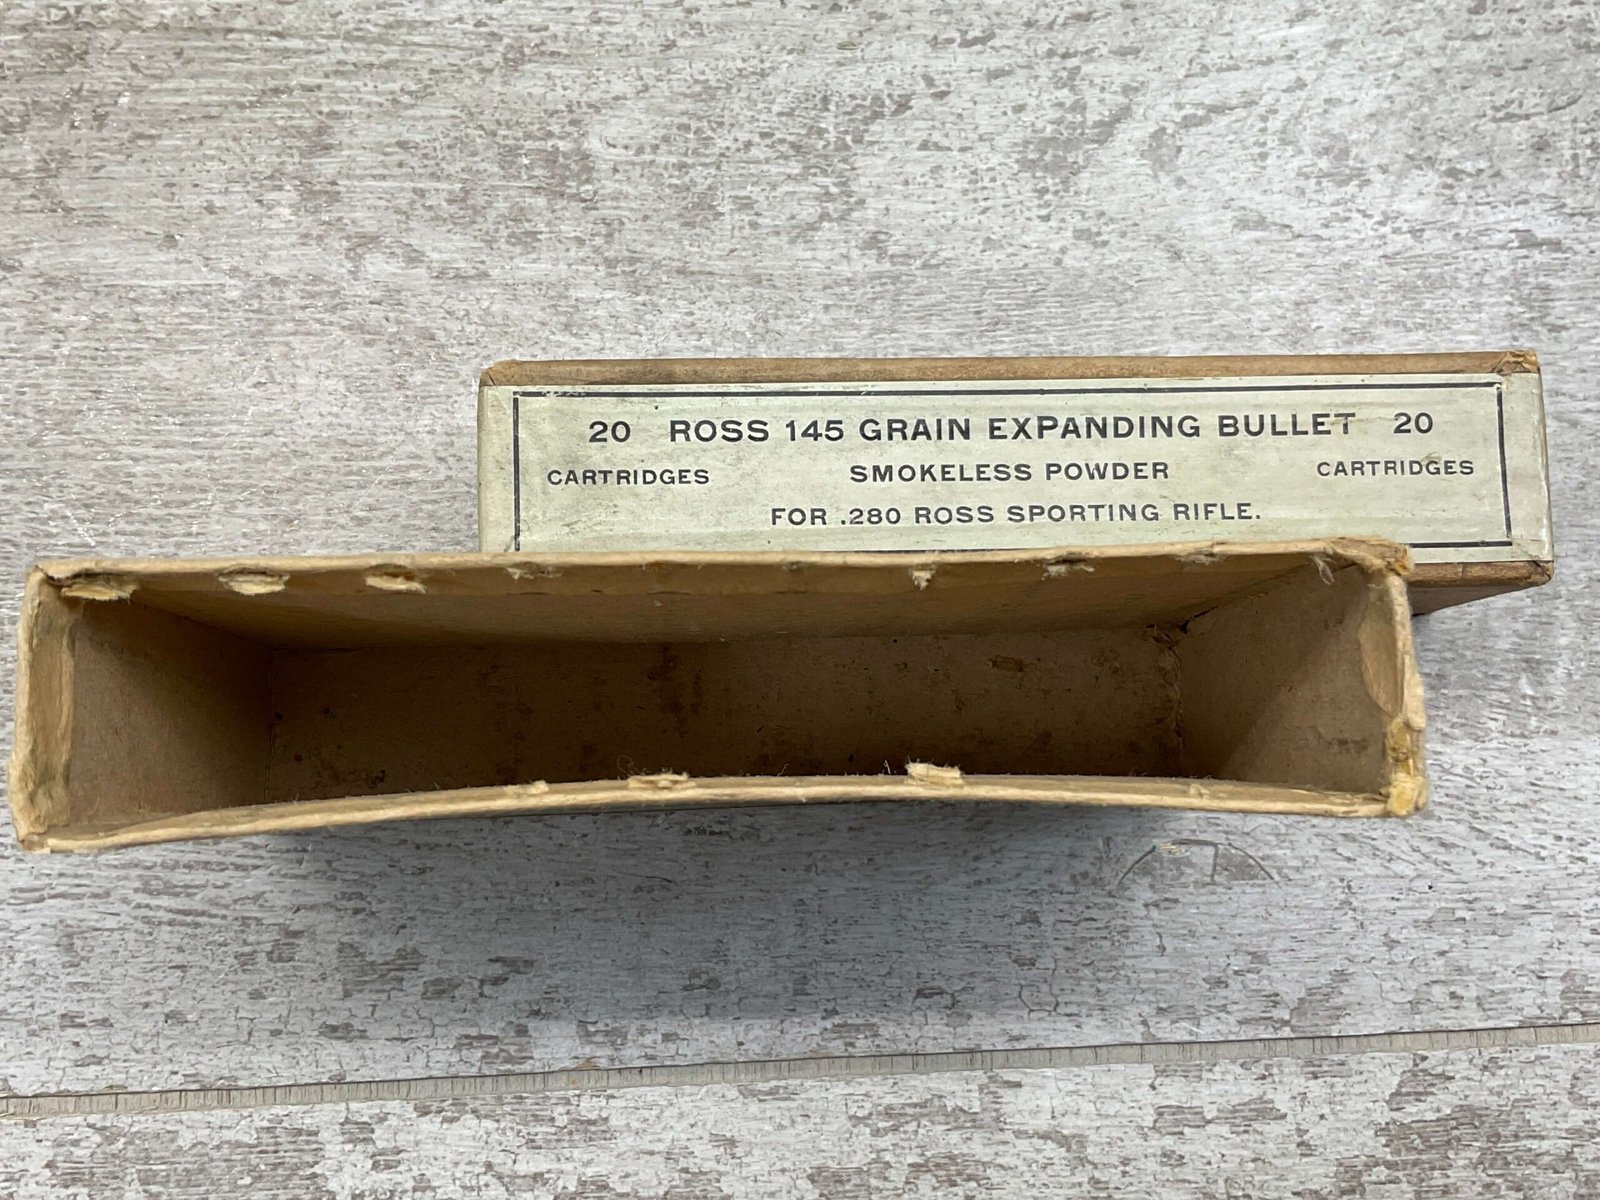 20 ROSS 145 GRAIN EXPANDING BULLET 20
CARTRIDGES SMOKELESS POWDER CARTRIDGES
FOR .280 ROSS SPORTING RIFLE.